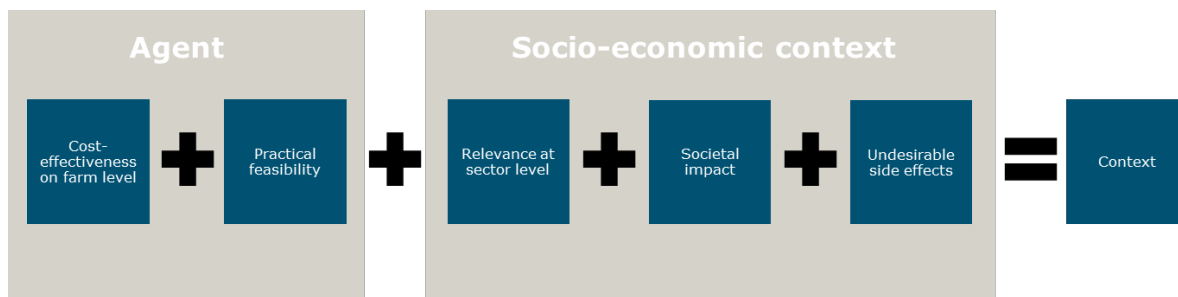 Agent
Socio-economic context
Cost-
effectiveness
on farm level
Practical
feasibility
Relevance at
sector level
Societal
impact
Undesirable
side effects
Context